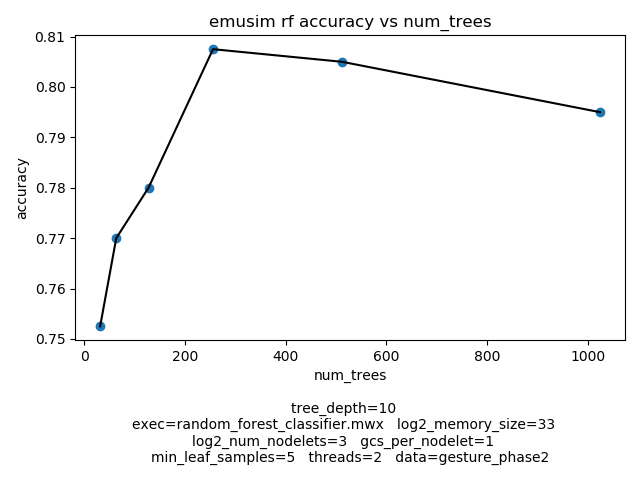 emusim rf accuracy vs num_trees
0.81
0.80
0.79
0.78
0.77
0.76
0.75
accuracy
0 200 400 600 800 1000
num_trees
tree_depth=10
exec=random_forest_classifier.mwx log2_memory_size=33
log2_num_nodelets=3 gcs_per_nodelet=1
min_leaf_samples=5 threads=2 data=gesture_phase2